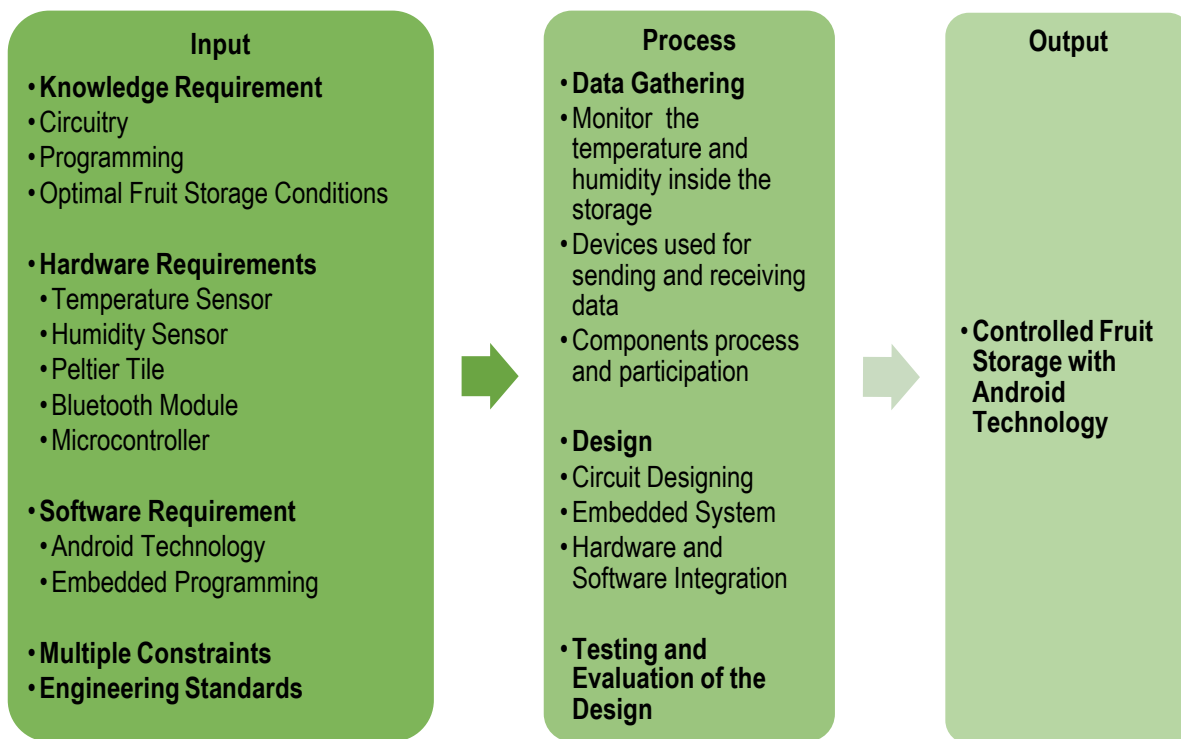 Input
• Knowledge Requirement
• Circuitry
• Programming
• Optimal Fruit Storage Conditions
• Hardware Requirements
• Temperature Sensor
• Humidity Sensor
• Peltier Tile
• Bluetooth Module
• Microcontroller
• Software Requirement
• Android Technology
• Embedded Programming
• Multiple Constraints
• Engineering Standards
Process
• Data Gathering
• Monitor the
temperature and
humidity inside the
storage
• Devices used for
sending and receiving
data
• Components process
and participation
• Design
• Circuit Designing
• Embedded System
• Hardware and
Software Integration
• Testing and
Evaluation of the
Design
Output
• Controlled Fruit
Storage with
Android
Technology